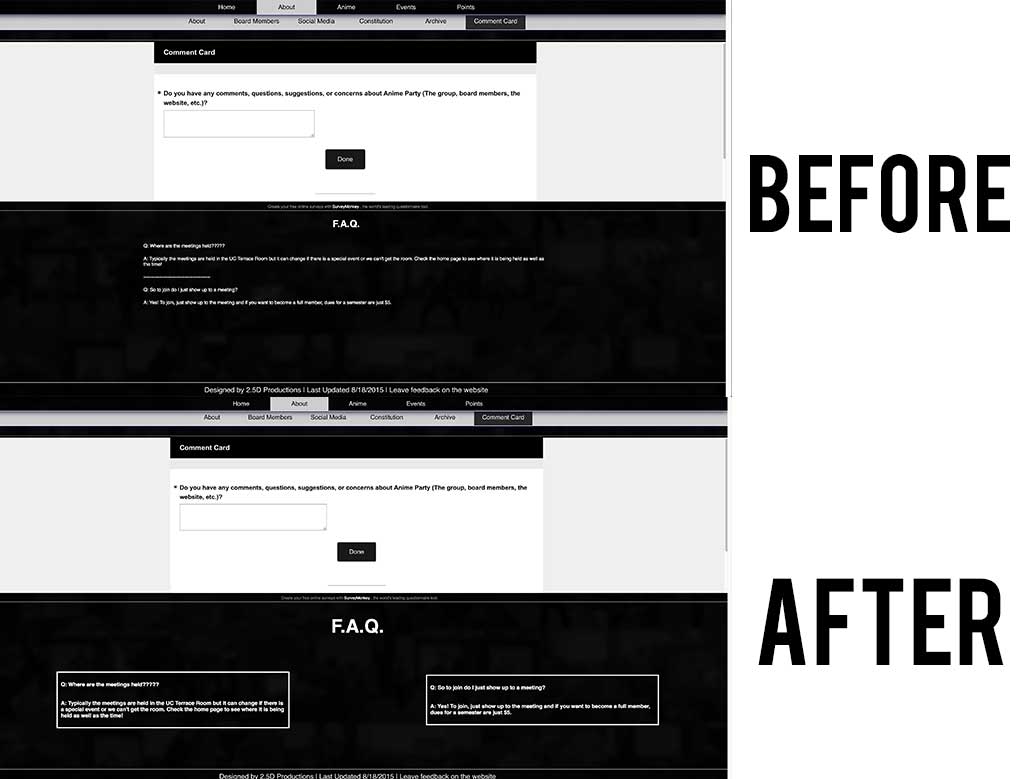 Home About Anime Events Points
About Board Members Social Media Constitution Archive Comment Card
Comment Card
* Do you have any comments, questions, suggestions, or concerns about Anime Party (The group, board members, the
website, etc.)?
Done
Create your free online surveys with SurveyMonkey , the world's leading questionnaire tool.
F.A.Q.
Q: Where are the meetings held?????
A: Typically the meetings are held in the UC Terrace Room but it can change if there is a special event or we can't get the room. Check the home page to see where it is being held as well as
the time!
Q: So to join do I just show up to a meeting?
A: Yes! To join, just show up to the meeting and if you want to become a full member, dues for a semester are just $5.
Designed by 2.5D Productions | Last Updated 8/18/2015 | Leave feedback on the website
BEFORE
Home About Anime Events Points
About Board Members Social Media Constitution Archive Comment Card
Comment Card
* Do you have any comments, questions, suggestions, or concerns about Anime Party (The group, board members, the
website, etc.)?
Done
Create your free online surveys with SurveyMonkey , the world's leading questionnaire tool.
F.A.Q.
Q: Where are the meetings held?????
A: Typically the meetings are held in the UC Terrace Room but it can change if there is
a special event or we can't get the room. Check the home page to see where it is being
held as well as the time!
Q: So to join do I just show up to a meeting?
A: Yes! To join, just show up to the meeting and if you want to become a full member,
dues for a semester are just $5.
Designed by 2.5D Productions | Last Updated 8/18/2015 | Leave feedback on the website
AFTER